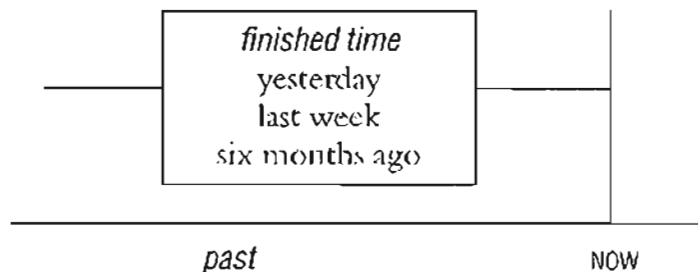 finished time
yesterday
last week
six months ago
past NOW